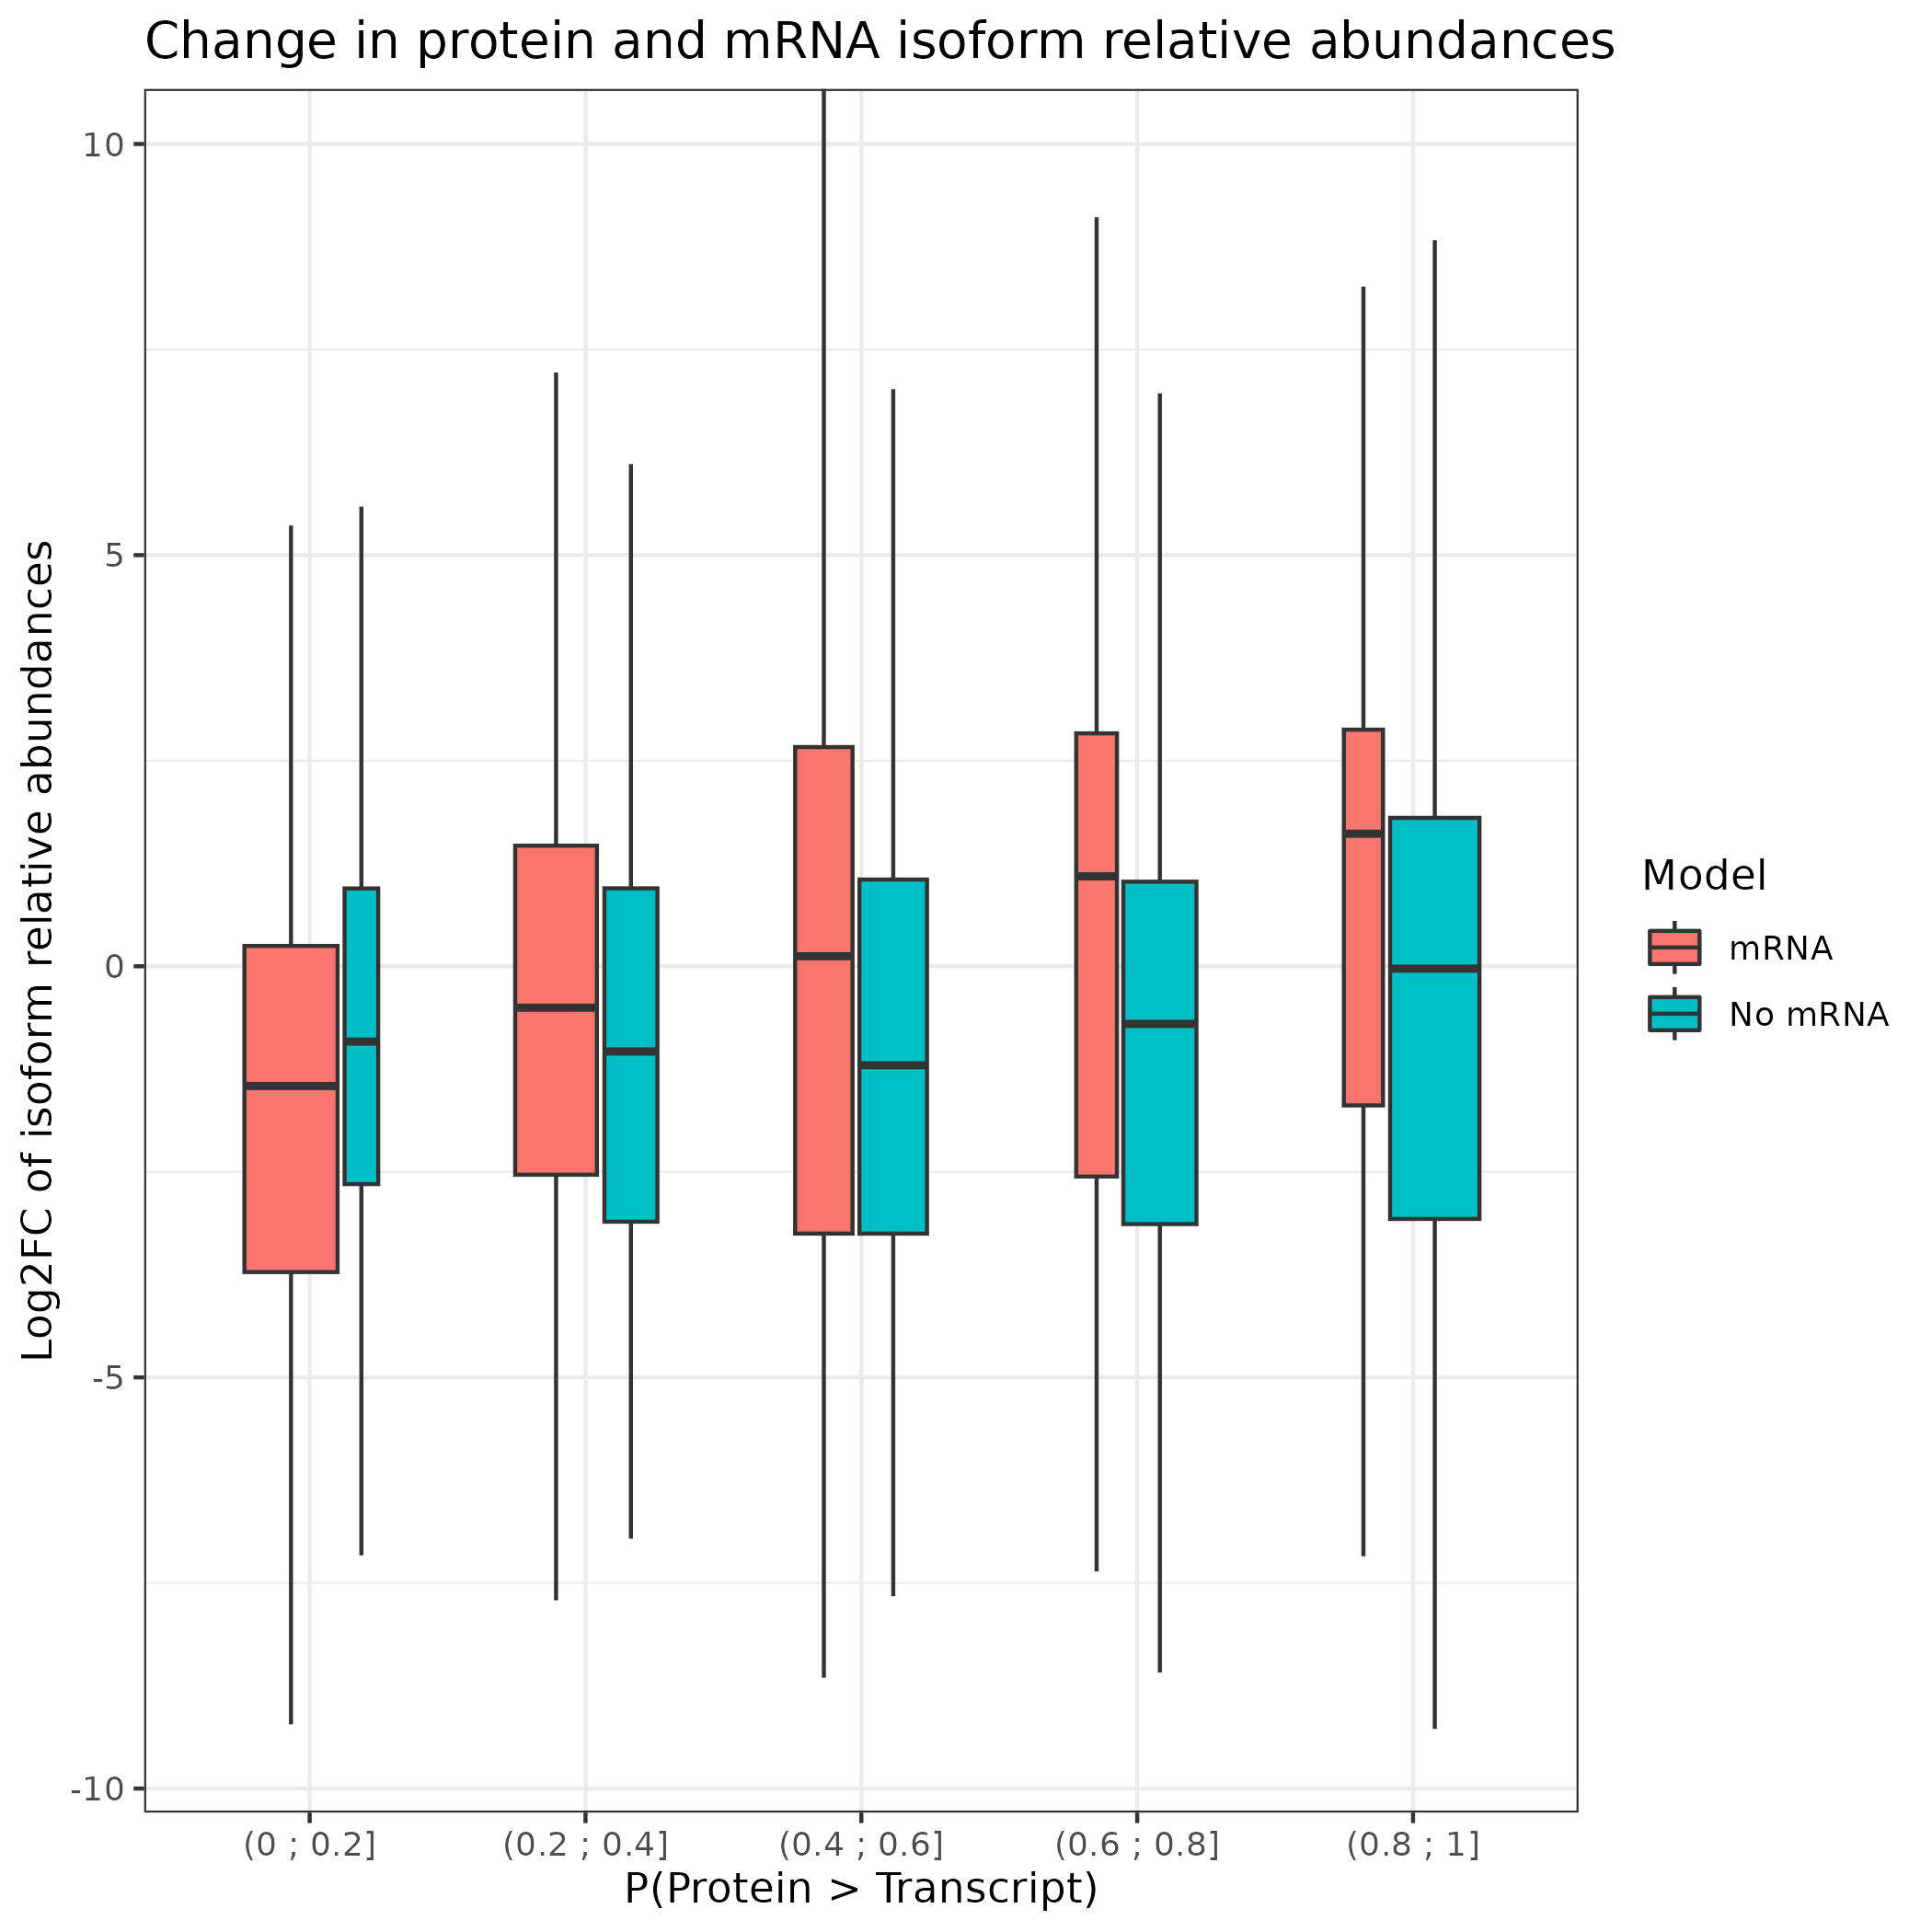 Change in protein and mRNA isoform relative abundances
Log2FC of isoform relative abundances
10
5
0
-5
-10
(0 ; 0.2]
(0.2 ; 0.4]
(0.4 ; 0.6]
(0.6 ; 0.8]
(0.8 ; 1]
P(Protein > Transcript)
Model
mRNA
No mRNA